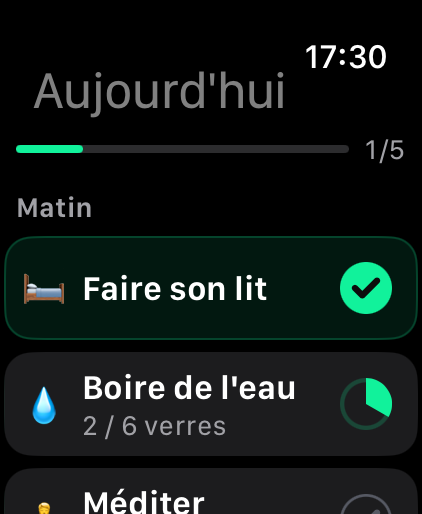 17:30
Aujourd'hui
1/5
Matin
Faire son lit
Boire de l'eau
2 / 6 verres
Méditer